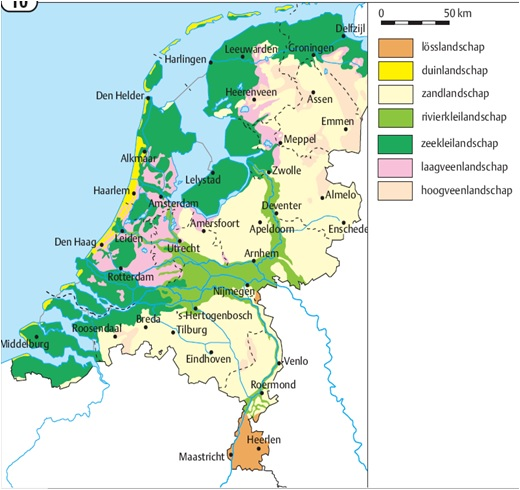 10
0 50 km
lösslandschap
duinlandschap
zandlandschap
rivierkleilandschap
zeekleilandschap
laagveenlandschap
hoogveenlandschap
Delfzijl
Groningen
Leeuwarden
Harlingen
Den Helder
Heerenveen
Assen
Emmen
Meppel
Alkmaar
Zwolle
Lelystad
Haarlem
Almelo
Amsterdam
Deventer
Amersfoort
Apeldoorn
Enschede
Leiden
Den Haag
Utrecht
Arnhem
Rotterdam
Nijmegen
's-Hertogenbosch
Breda
Roosendaal
Tilburg
Middelburg
Eindhoven
Venlo
Roermond
Heerlen
Maastricht